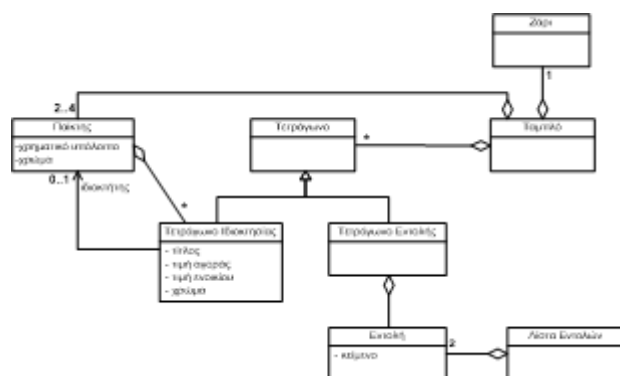 Ζάρι
1
2..4
Παίκτης
-χρηματικό υπόλοιπο
-χρώμα
Τετράγωνο
*
Ταμπλό
0..1
ιδιοκτήτης
*
Τετράγωνο Ιδιοκτησίας
- τίτλος
- τιμή αγοράς
- τιμή ενοικίου
- χρώμα
Τετράγωνο Εντολής
Εντολή
- κείμενο
2
Λίστα Εντολών